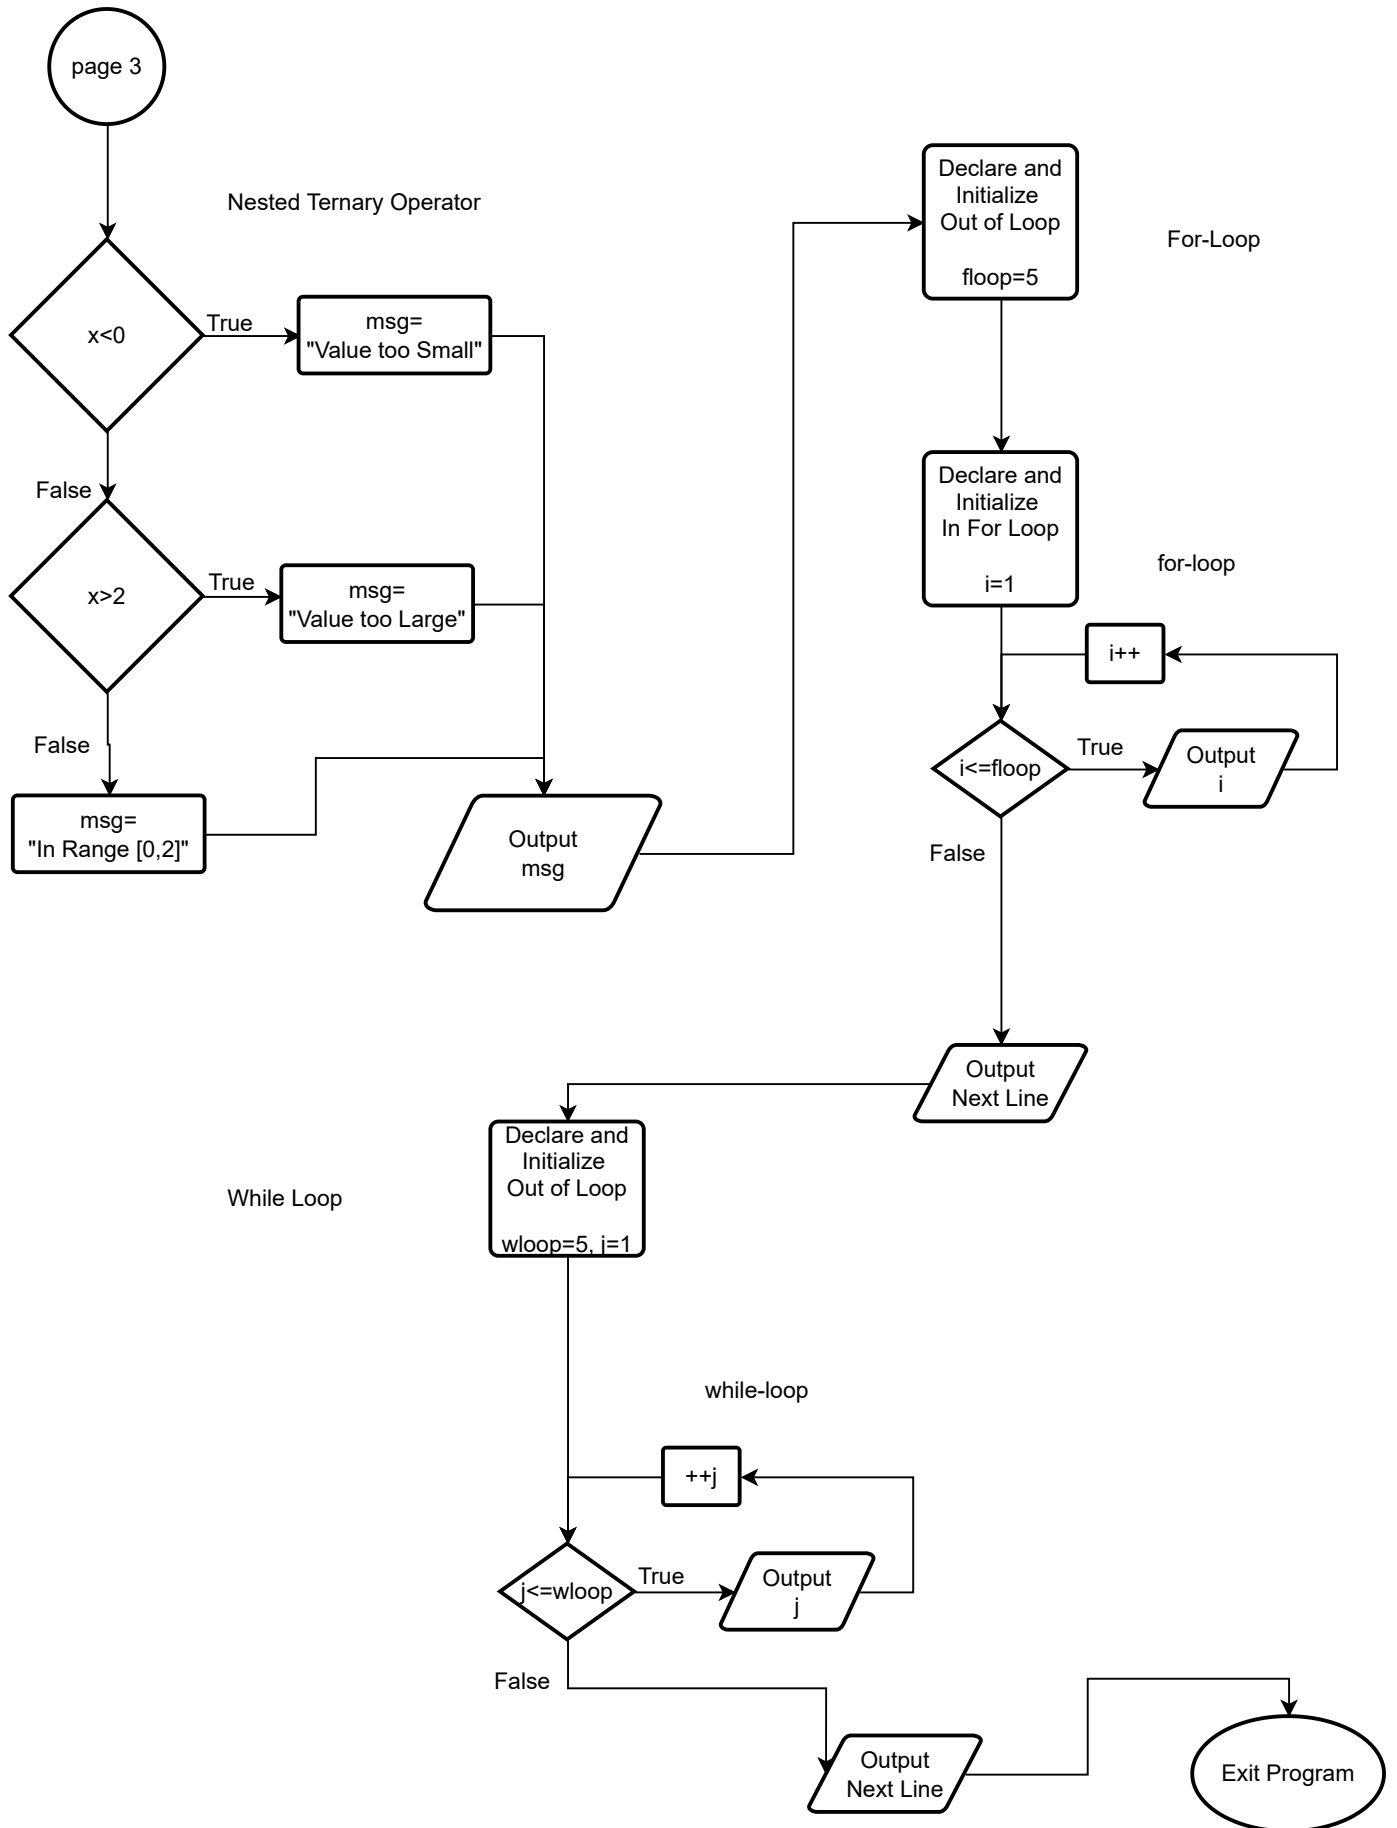 page 3
Nested Ternary Operator
x<0
True
msg=
"Value too Small"
False
x>2
True
msg=
"Value too Large"
False
msg=
"In Range [0,2]"
Output
msg
Declare and
Initialize
Out of Loop
floop=5
For-Loop
Declare and
Initialize
In For Loop
i=1
for-loop
i++
i<=floop
True
Output
i
False
Output
Next Line
Declare and
Initialize
Out of Loop
wloop=5, j=1
While Loop
while-loop
++j
j<=wloop
True
Output
j
False
Output
Next Line
Exit Program